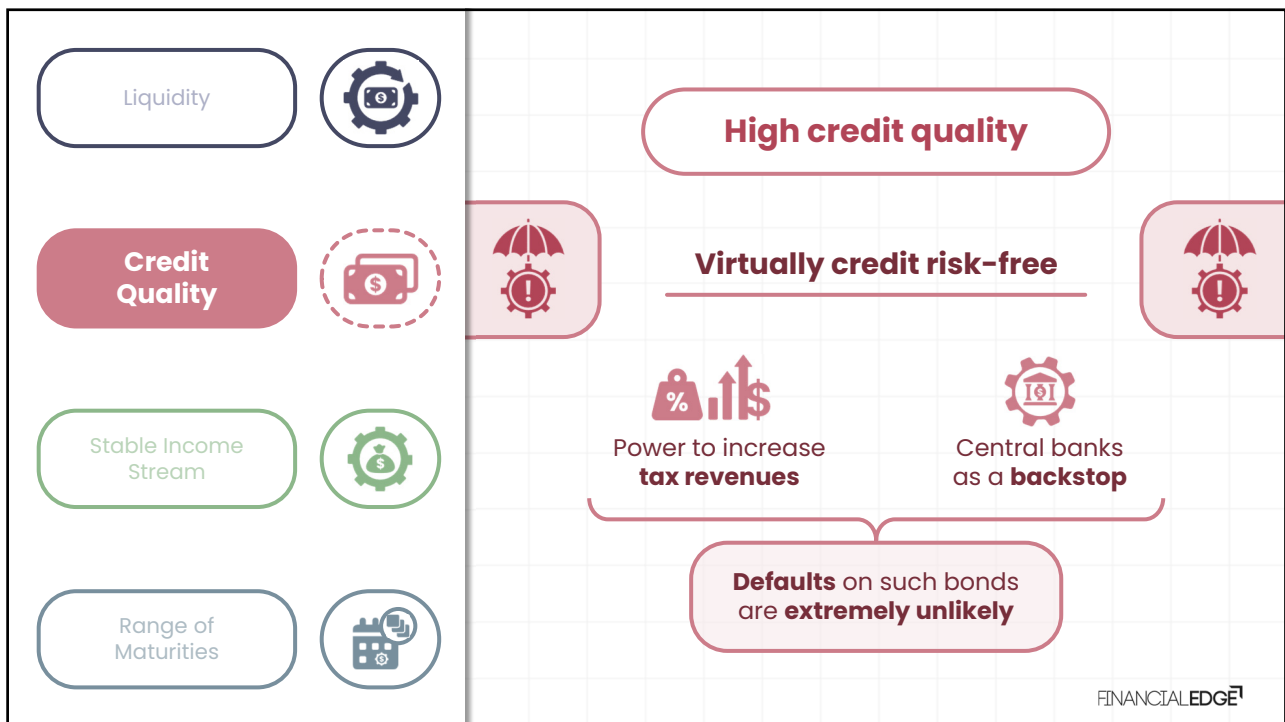 Liquidity
Credit
Quality
Stable Income
Stream
Range of
Maturities
High credit quality
Virtually credit risk-free
Power to increase
tax revenues
Central banks
as a backstop
Defaults on such bonds
are extremely unlikely
FINANCIALEDGE